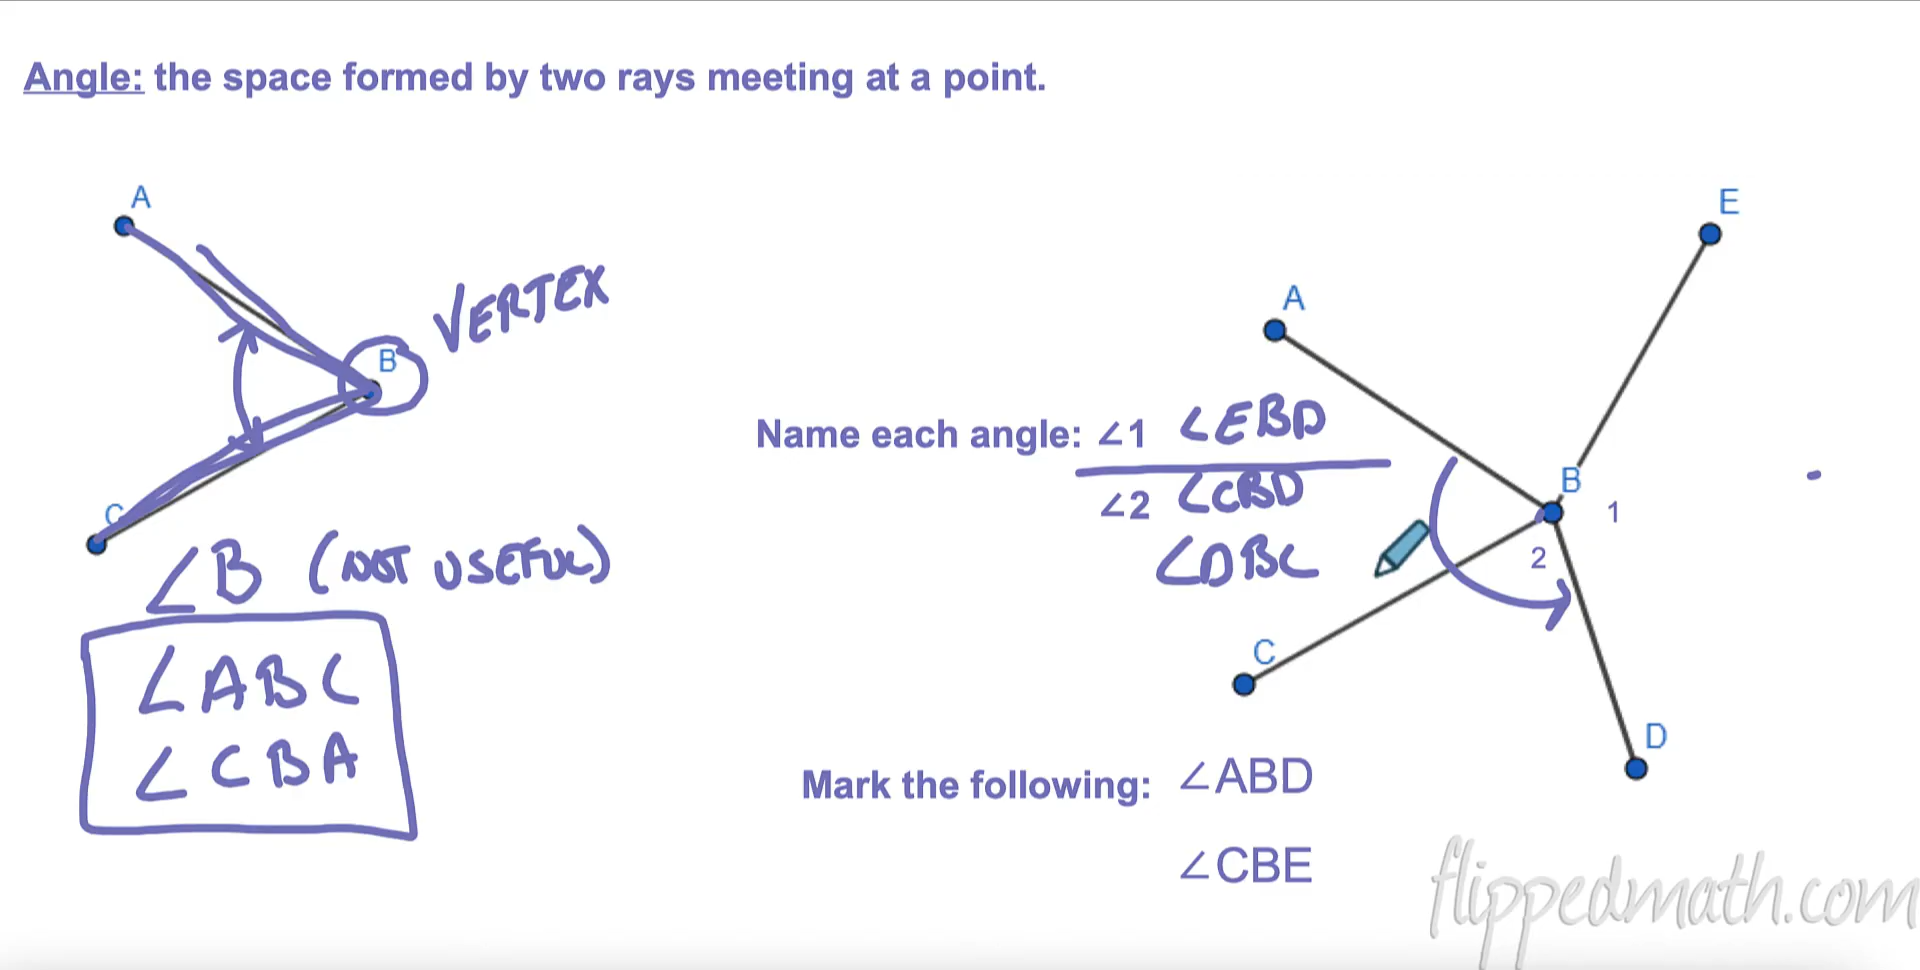 Angle: the space formed by two rays meeting at a point.
A
B
VERTEX
C
∠B (NOT USEFUL)
∠ABC
∠CBA
E
A
Name each angle: ∠1 ∠EBD
∠2 ∠CBD
∠DBC
B
1
2
C
D
Mark the following: ∠ABD
∠CBE
flippedmath.com